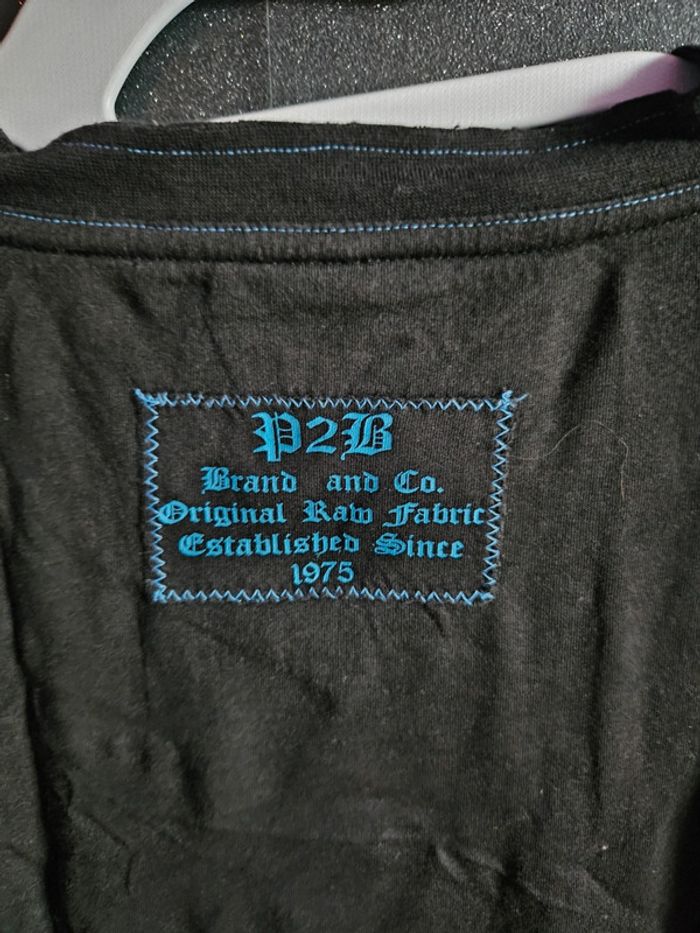 P2B
Brand and Co.
Original Raw Fabric
Established Since
1975